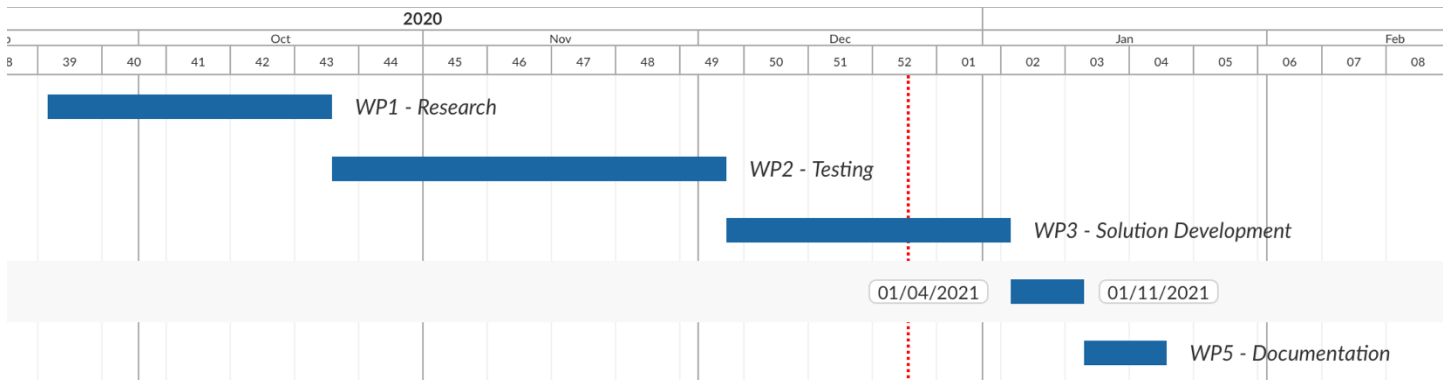 2020
Oct Nov Dec Jan Feb
8 39 40 41 42 43 44 45 46 47 48 49 50 51 52 01 02 03 04 05 06 07 08
WP1 - Research
WP2 - Testing
WP3 - Solution Development
01/04/2021 01/11/2021
WP5 - Documentation